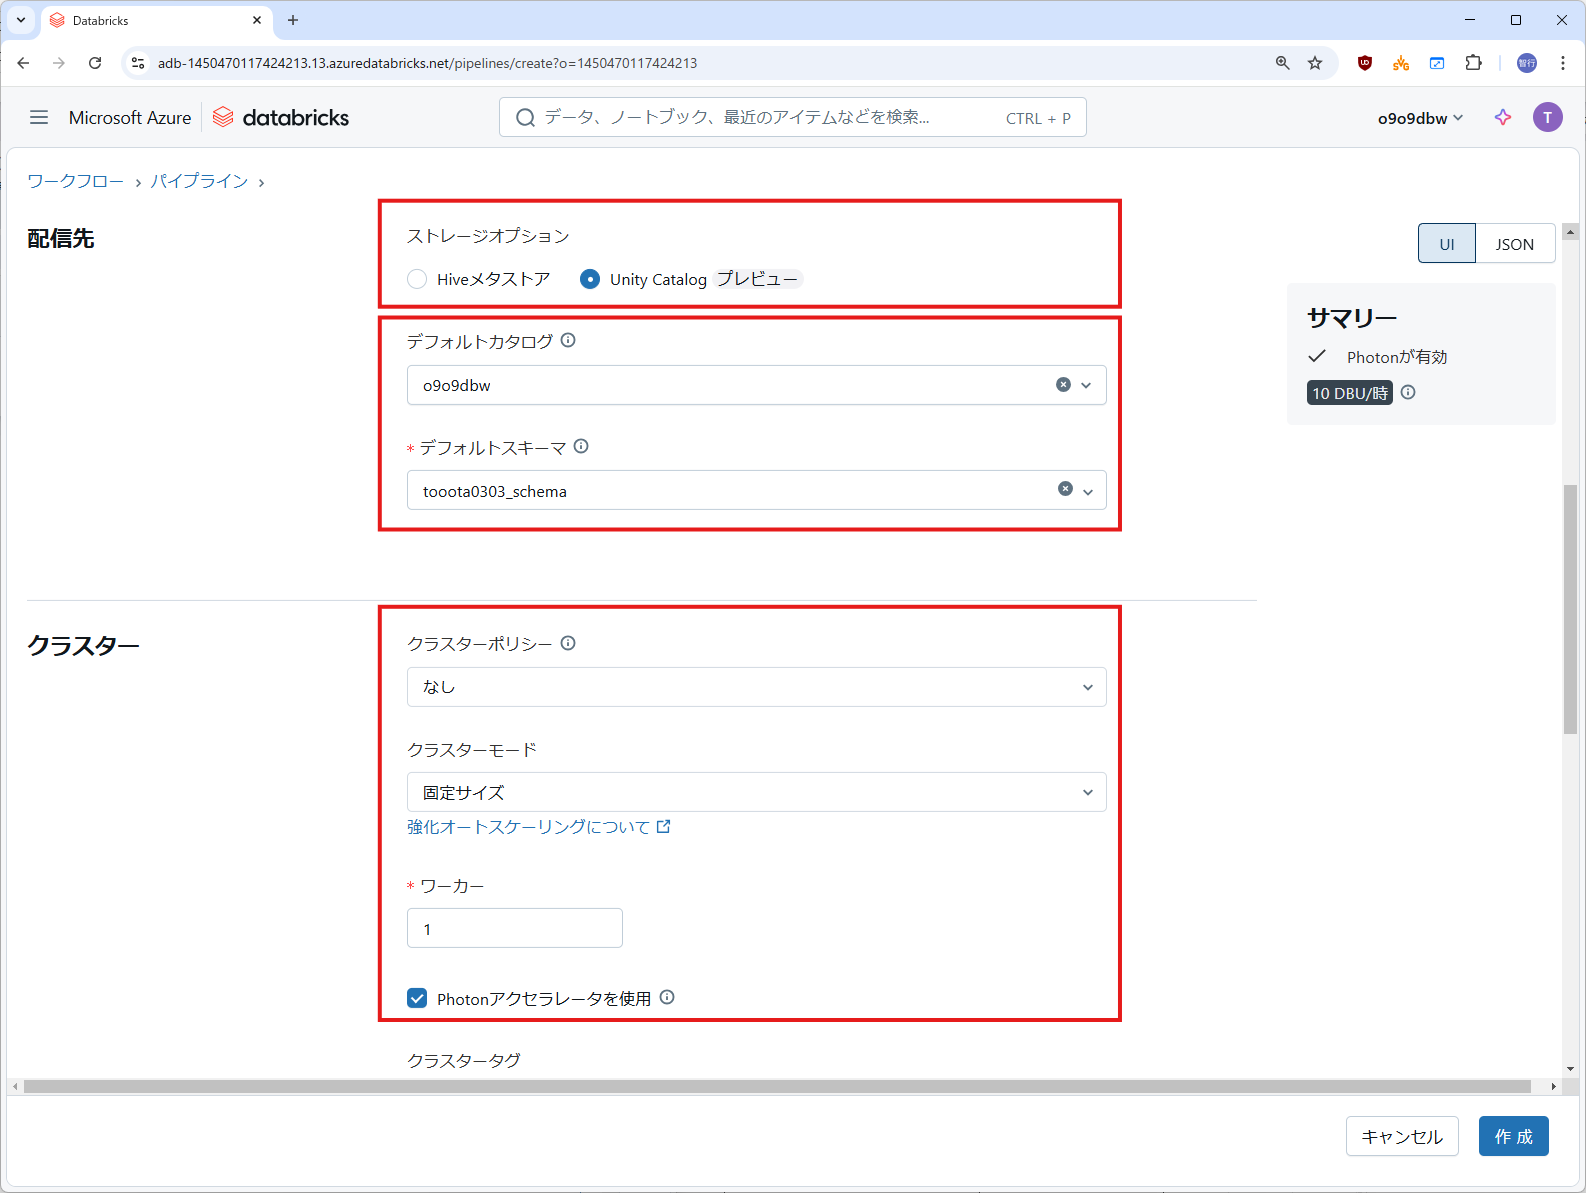 Databricks
adb-1450470117424213.13.azuredatabricks.net/pipelines/create?o=1450470117424213
智行
Microsoft Azure
databricks
データ、ノートブック、最近のアイテムなどを検索...
CTRL + P
o9o9dbw
T
ワークフロー › パイプライン ›
配信先
ストレージオプション
Hiveメタストア
Unity Catalog プレビュー
UI
JSON
サマリー
Photonが有効
10 DBU/時
デフォルトカタログ
o9o9dbw
* デフォルトスキーマ
tooota0303_schema
クラスター
クラスターポリシー
なし
クラスターモード
固定サイズ
強化オートスケーリングについて
* ワーカー
1
Photonアクセラレータを使用
クラスタータグ
キャンセル
作成